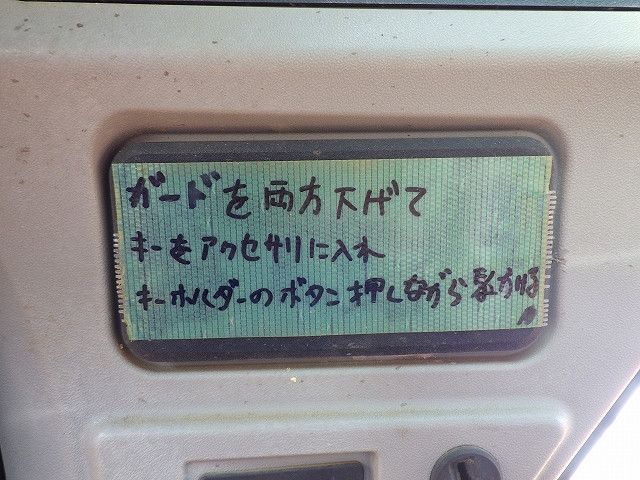 ガードを両方下げて
キーをアクセサリに入れ
キーホルダーのボタン押しながら